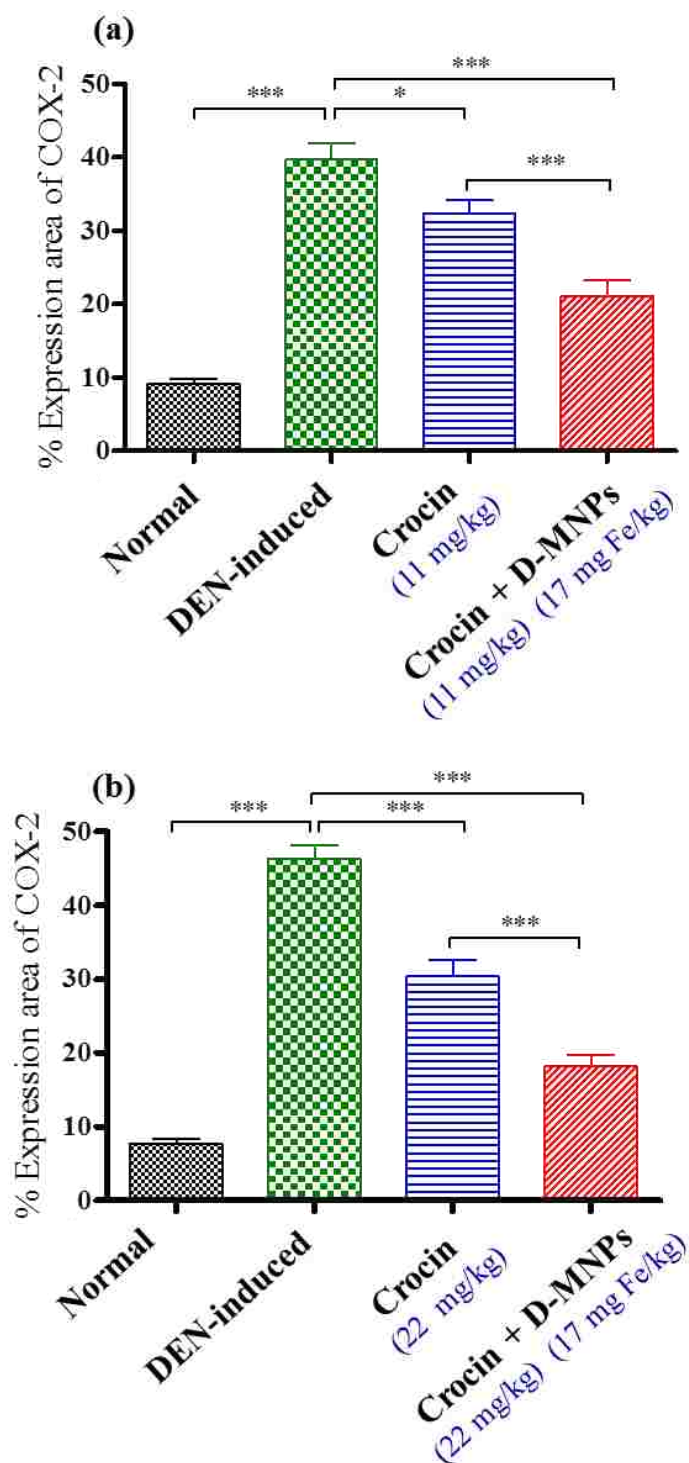 (a)
% Expression area of COX-2
50
40
30
20
10
0
***
***
*
***
Normal
DEN-induced
Crocin
(11 mg/kg)
Crocin + D-MNPs
(11 mg/kg) (17 mg Fe/kg)
(b)
% Expression area of COX-2
50
40
30
20
10
0
***
***
***
***
Normal
DEN-induced
Crocin
(22 mg/kg)
Crocin + D-MNPs
(22 mg/kg) (17 mg Fe/kg)